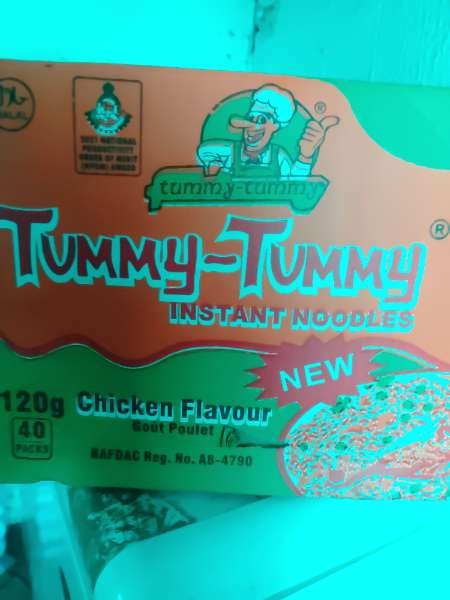 HALAL
2021 NATIONAL
PRODUCTIVITY
ORDER OF MERIT
(NPOM) AWARD
®
tummy-tummy
TUMMY-TUMMY
®
INSTANT NOODLES
NEW
120g Chicken Flavour
Goût Poulet
40
PACKS
NAFDAC Reg. No. A8-4790